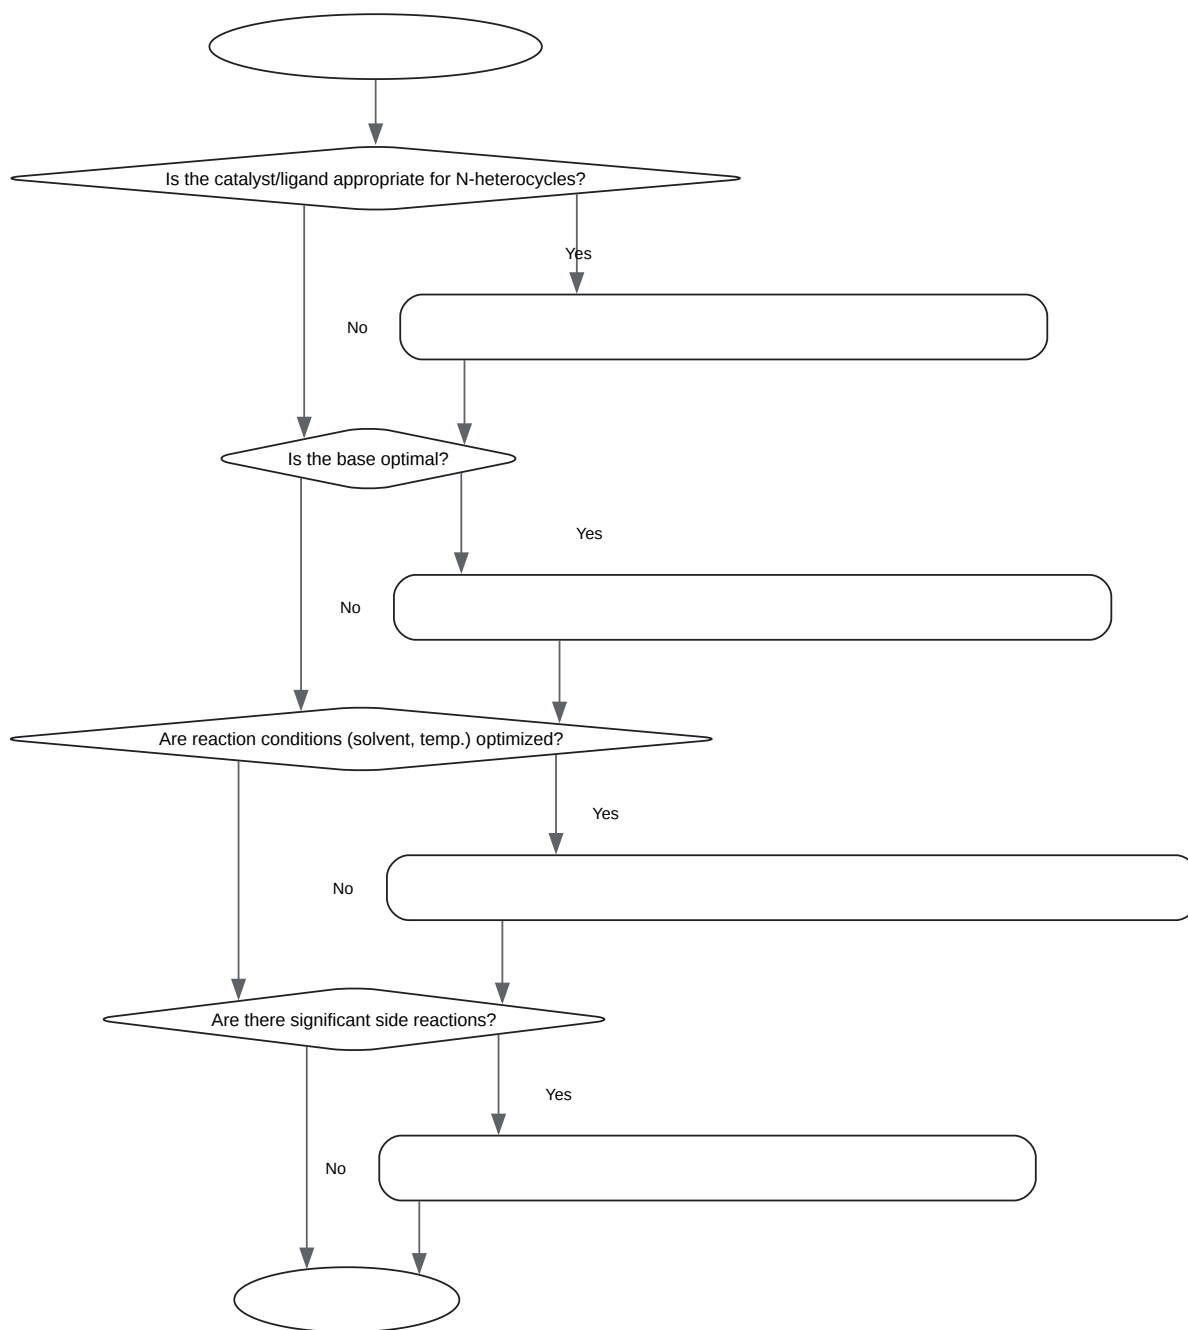 Is the catalyst/ligand appropriate for N-heterocycles?
Yes
No
Is the base optimal?
Yes
No
Are reaction conditions (solvent, temp.) optimized?
Yes
No
Are there significant side reactions?
Yes
No